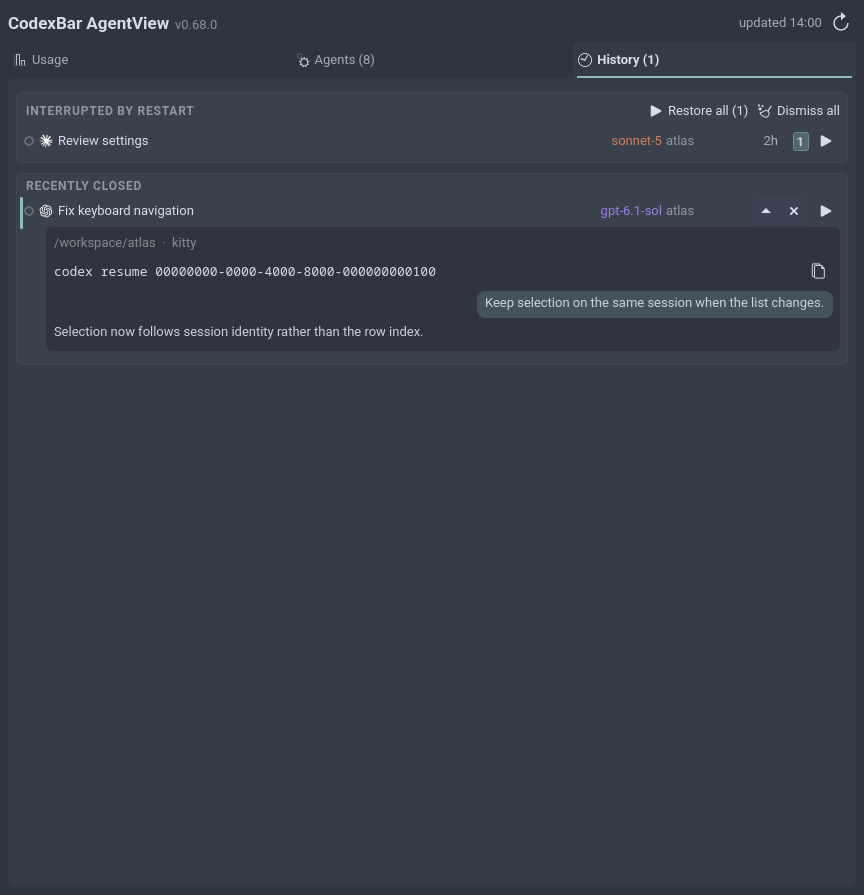 CodexBar AgentView v0.68.0 updated 14:00
Usage Agents (8) History (1)
INTERRUPTED BY RESTART Restore all (1) Dismiss all
Review settings sonnet-5 atlas 2h 1
RECENTLY CLOSED
Fix keyboard navigation gpt-6.1-sol atlas
/workspace/atlas · kitty
codex resume 00000000-0000-4000-8000-000000000100
Keep selection on the same session when the list changes.
Selection now follows session identity rather than the row index.